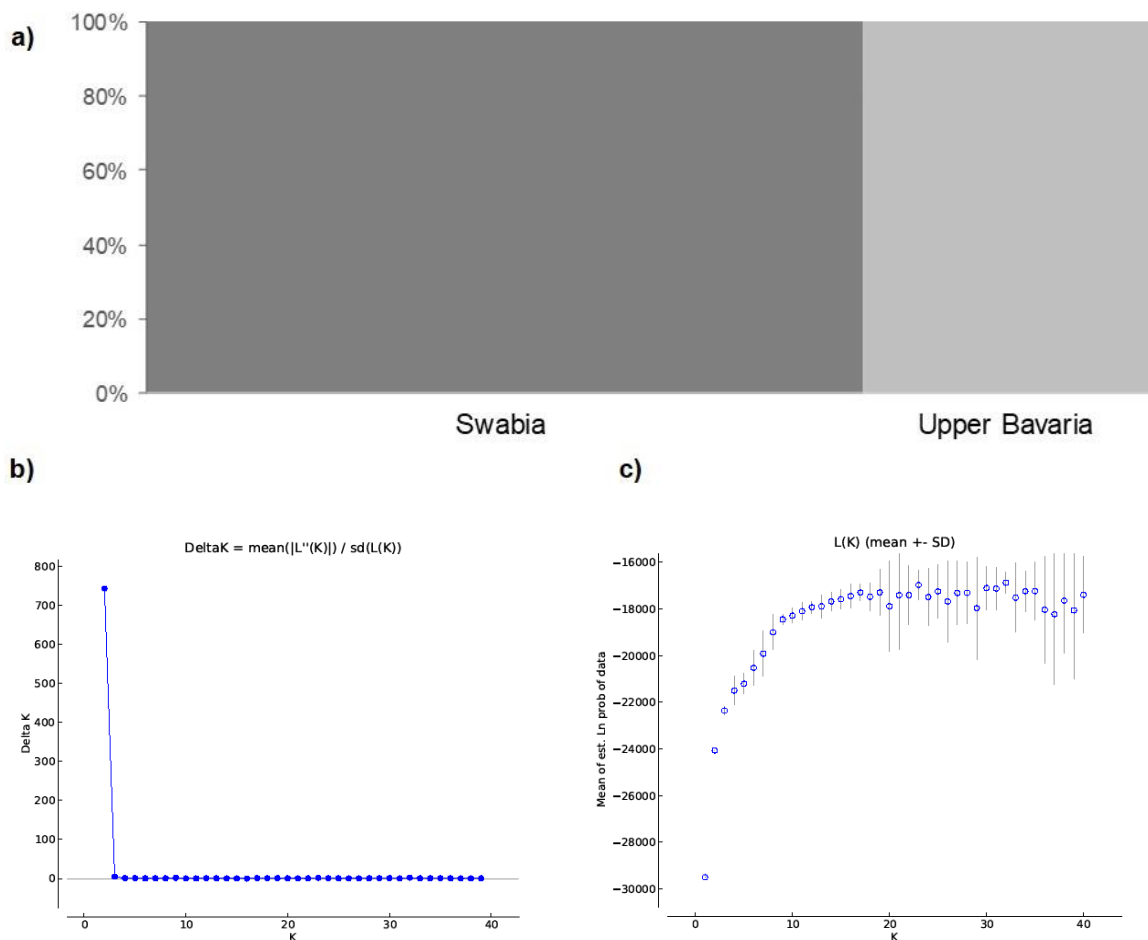 a)
100%
80%
60%
40%
20%
0%
Swabia Upper Bavaria
b)
DeltaK = mean(|L''(K)|) / sd(L(K))
Delta K
800
700
600
500
400
300
200
100
0
0 10 20 30 40
K
c)
L(K) (mean +- SD)
Mean of est. Ln prob of data
−16000
−18000
−20000
−22000
−24000
−26000
−28000
−30000
0 10 20 30 40
K